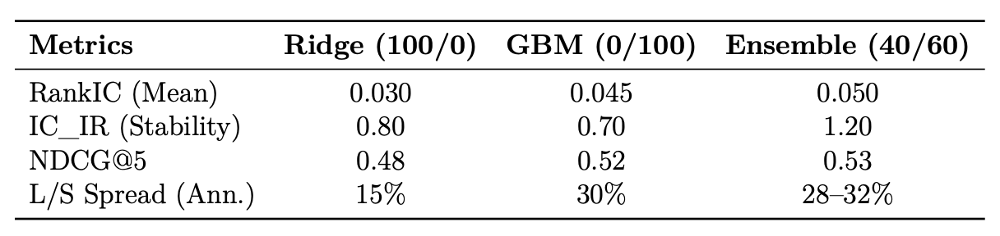 Metrics Ridge (100/0) GBM (0/100) Ensemble (40/60)
RankIC (Mean) 0.030 0.045 0.050
IC_IR (Stability) 0.80 0.70 1.20
NDCG@5 0.48 0.52 0.53
L/S Spread (Ann.) 15% 30% 28–32%